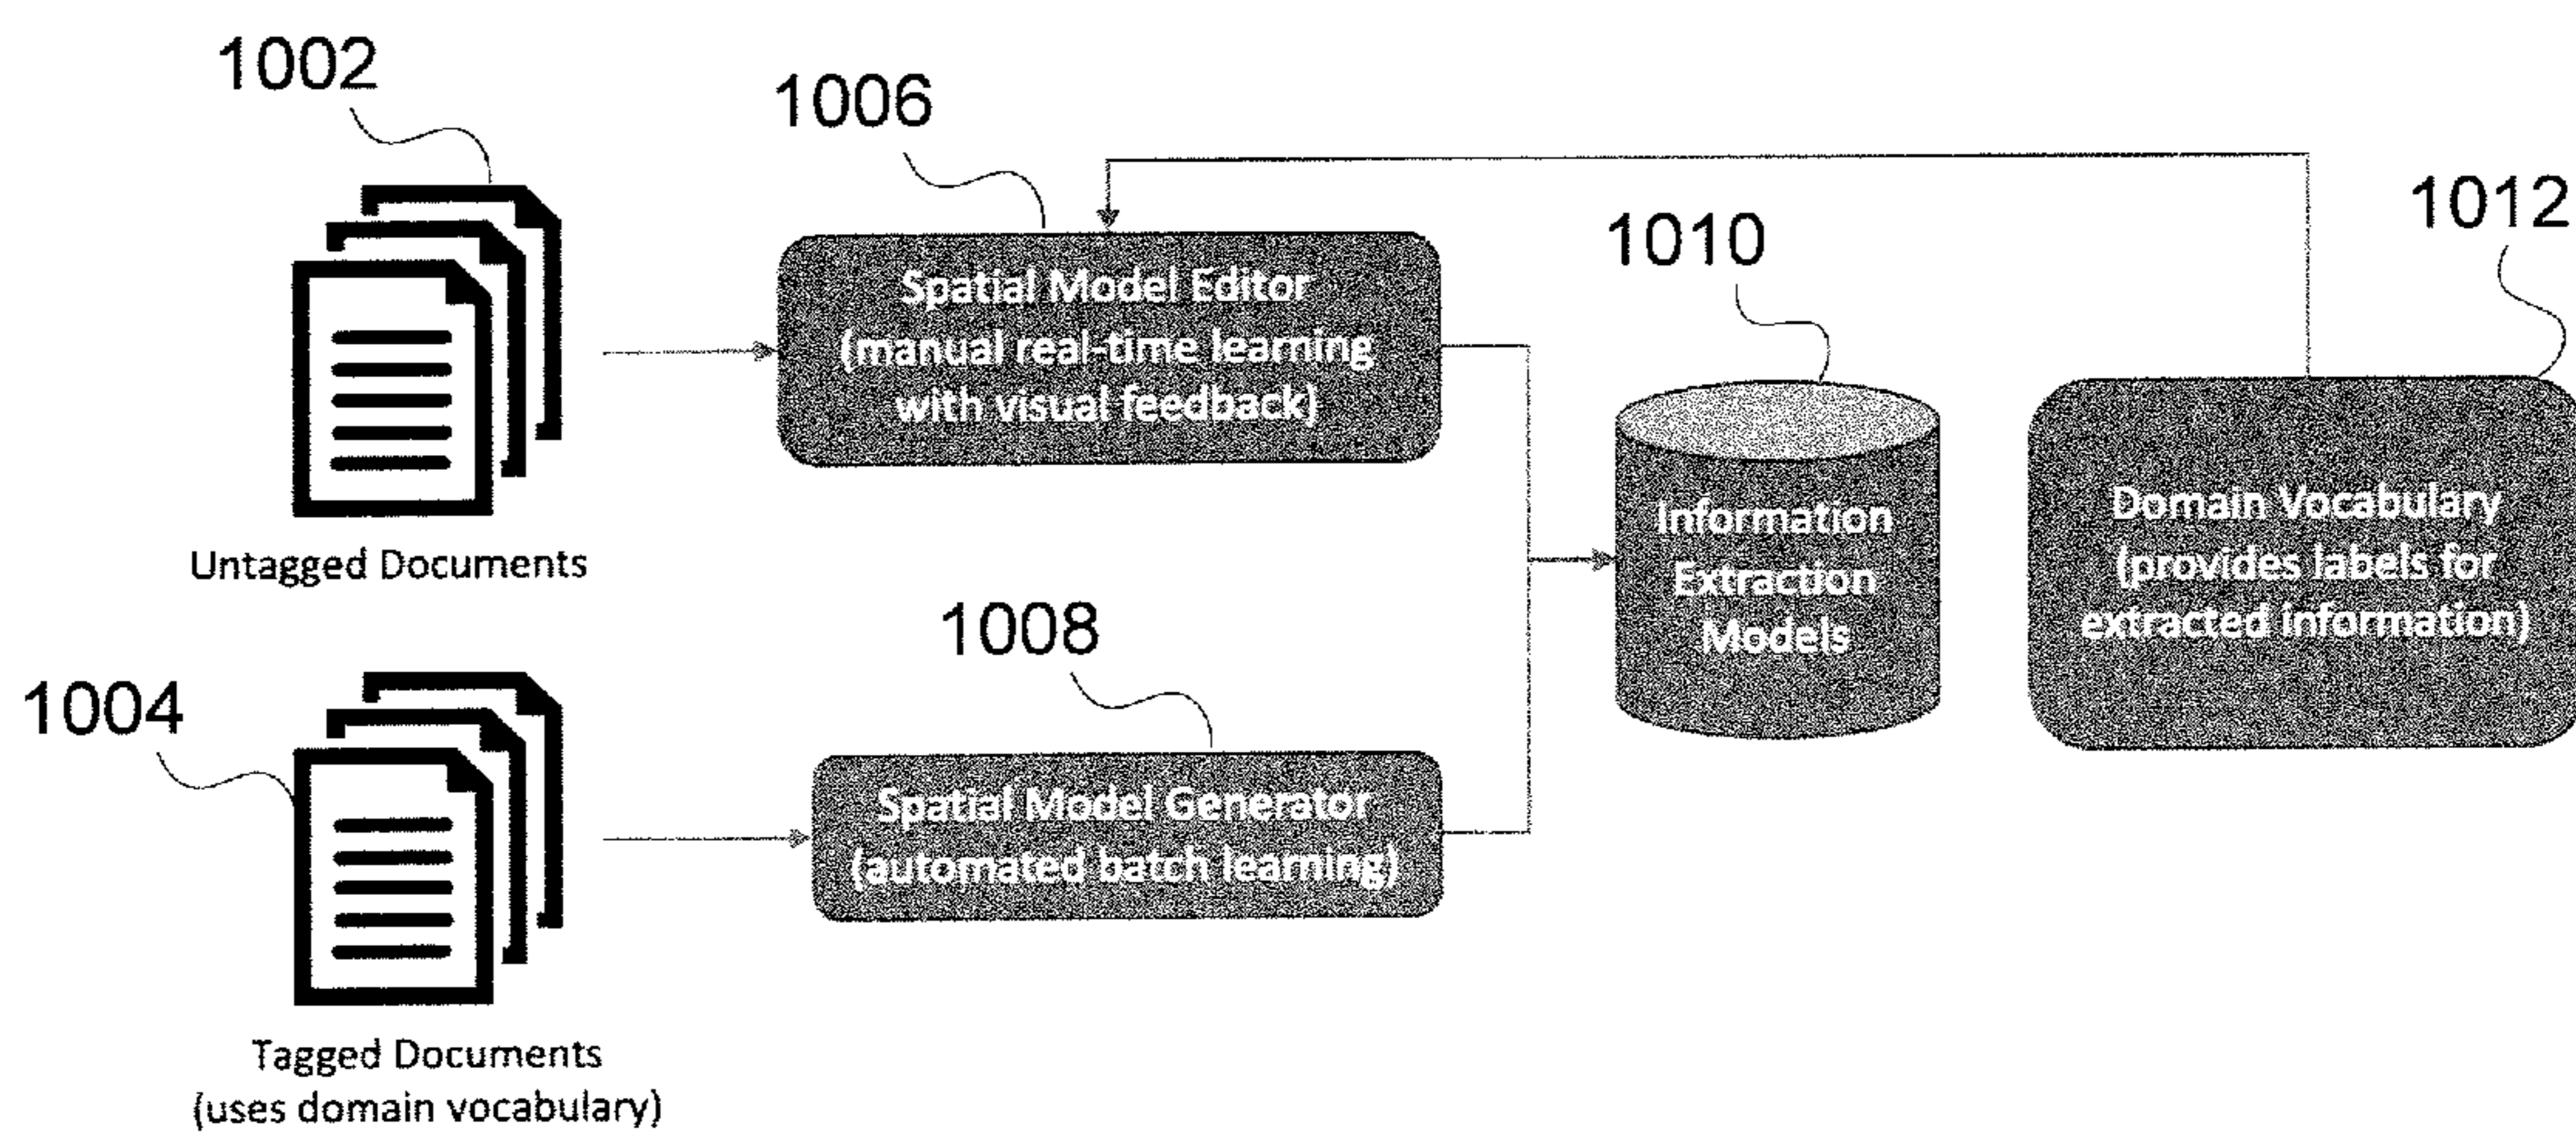 1002
1006
1012
1010
Spatial Model Editor
(manual real-time learning
with visual feedback)
Untagged Documents
Information
Extraction
Models
Domain Vocabulary
(provides labels for
extracted information)
1004
1008
Spatial Model Generator
(automated batch learning)
Tagged Documents
(uses domain vocabulary)